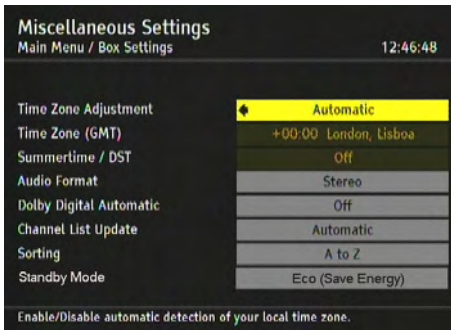 Miscellaneous Settings
Main Menu / Box Settings 12:46:48
Time Zone Adjustment Automatic
Time Zone (GMT) +00:00 London, Lisboa
Summertime / DST Off
Audio Format Stereo
Dolby Digital Automatic Off
Channel List Update Automatic
Sorting A to Z
Standby Mode Eco (Save Energy)
Enable/Disable automatic detection of your local time zone.